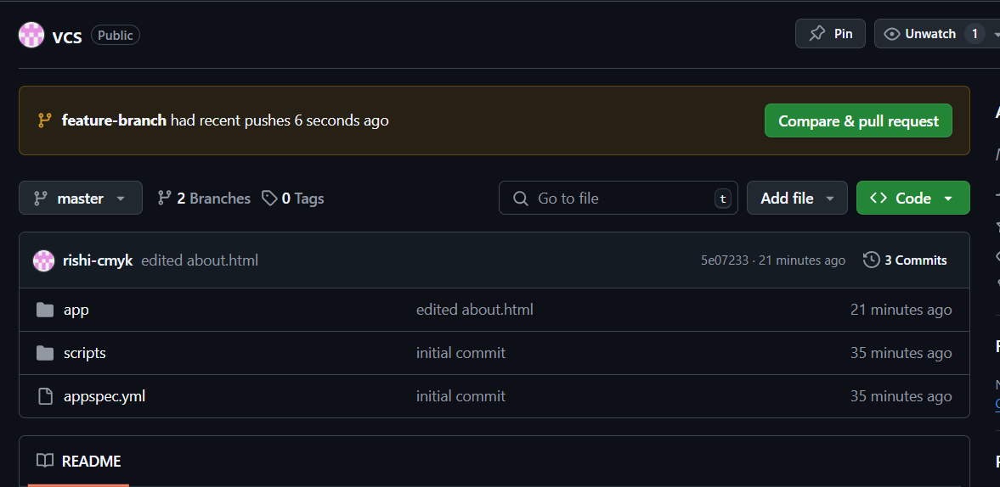 vcs Public Pin Unwatch 1
feature-branch had recent pushes 6 seconds ago Compare & pull request
master 2 Branches 0 Tags Go to file t Add file Code
rishi-cmyk edited about.html 5e07233 · 21 minutes ago 3 Commits
app edited about.html 21 minutes ago
scripts initial commit 35 minutes ago
appspec.yml initial commit 35 minutes ago
README